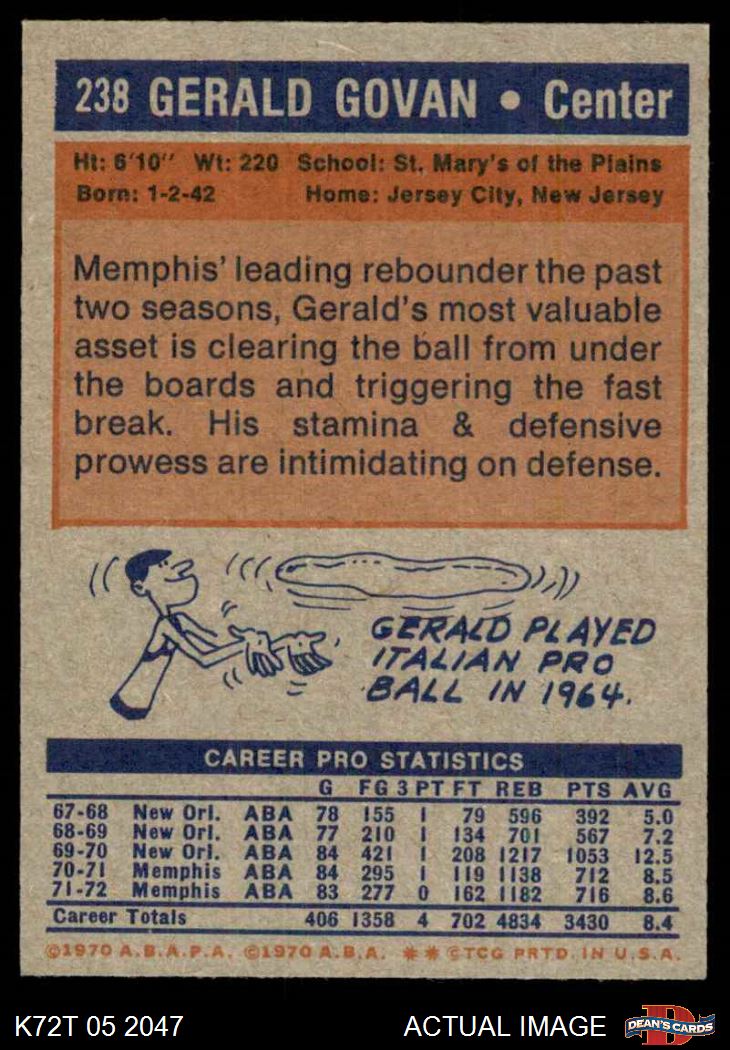 238 GERALD GOVAN • Center
Ht: 6'10" Wt: 220 School: St. Mary's of the Plains
Born: 1-2-42 Home: Jersey City, New Jersey
Memphis' leading rebounder the past
two seasons, Gerald's most valuable
asset is clearing the ball from under
the boards and triggering the fast
break. His stamina & defensive
prowess are intimidating on defense.
GERALD PLAYED
ITALIAN PRO
BALL IN 1964.
CAREER PRO STATISTICS
G FG 3 PT FT REB PTS AVG
67-68 New Orl. ABA 78 155 1 79 596 392 5.0
68-69 New Orl. ABA 77 210 1 134 701 567 7.2
69-70 New Orl. ABA 84 421 1 208 1217 1053 12.5
70-71 Memphis ABA 84 295 1 119 1138 712 8.5
71-72 Memphis ABA 83 277 0 162 1182 716 8.6
Career Totals 406 1358 4 702 4834 3430 8.4
©1970 A.B.A.P.A. ©1970 A.B.A. ** ©TCG PRTD. IN U.S.A.
K72T 05 2047 ACTUAL IMAGE DEAN'S CARDS